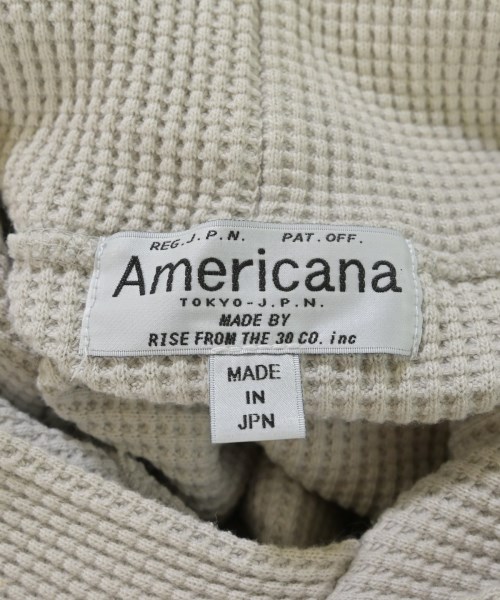 REG.J.P.N. PAT.OFF.
Americana
TOKYO-J.P.N.
MADE BY
RISE FROM THE 30 CO. inc
MADE
IN
JPN